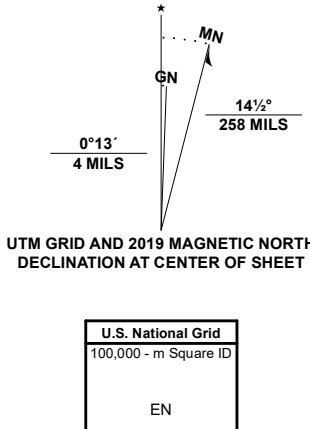 ★
MN
GN
0°13´
4 MILS
14½°
258 MILS
UTM GRID AND 2019 MAGNETIC NORTH
DECLINATION AT CENTER OF SHEET
U.S. National Grid
100,000 - m Square ID
EN